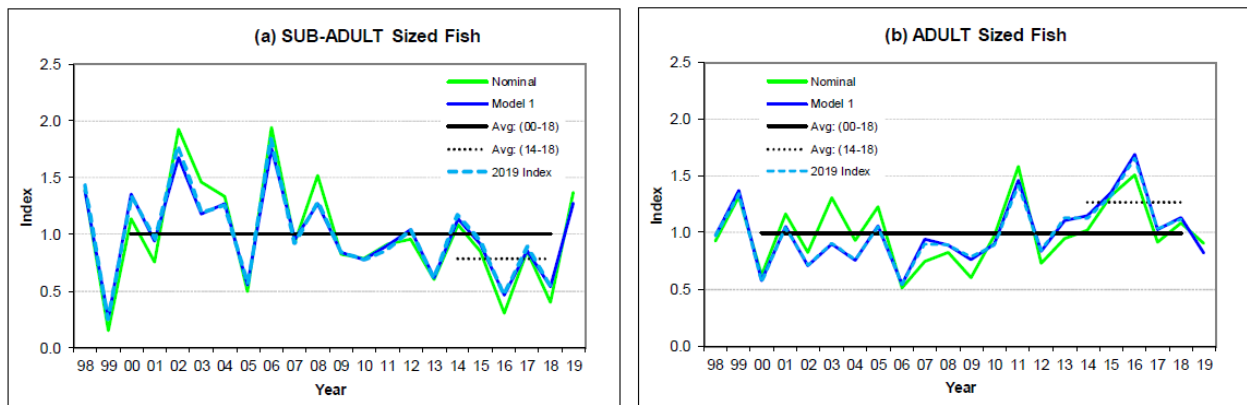 (a) SUB-ADULT Sized Fish
2.5
2.0
1.5
1.0
0.5
0.0
Index
Nominal
Model 1
Avg: (00-18)
Avg: (14-18)
2019 Index
98 99 00 01 02 03 04 05 06 07 08 09 10 11 12 13 14 15 16 17 18 19
Year
(b) ADULT Sized Fish
2.5
2.0
1.5
1.0
0.5
0.0
Index
Nominal
Model 1
Avg: (00-18)
Avg: (14-18)
2019 Index
98 99 00 01 02 03 04 05 06 07 08 09 10 11 12 13 14 15 16 17 18 19
Year